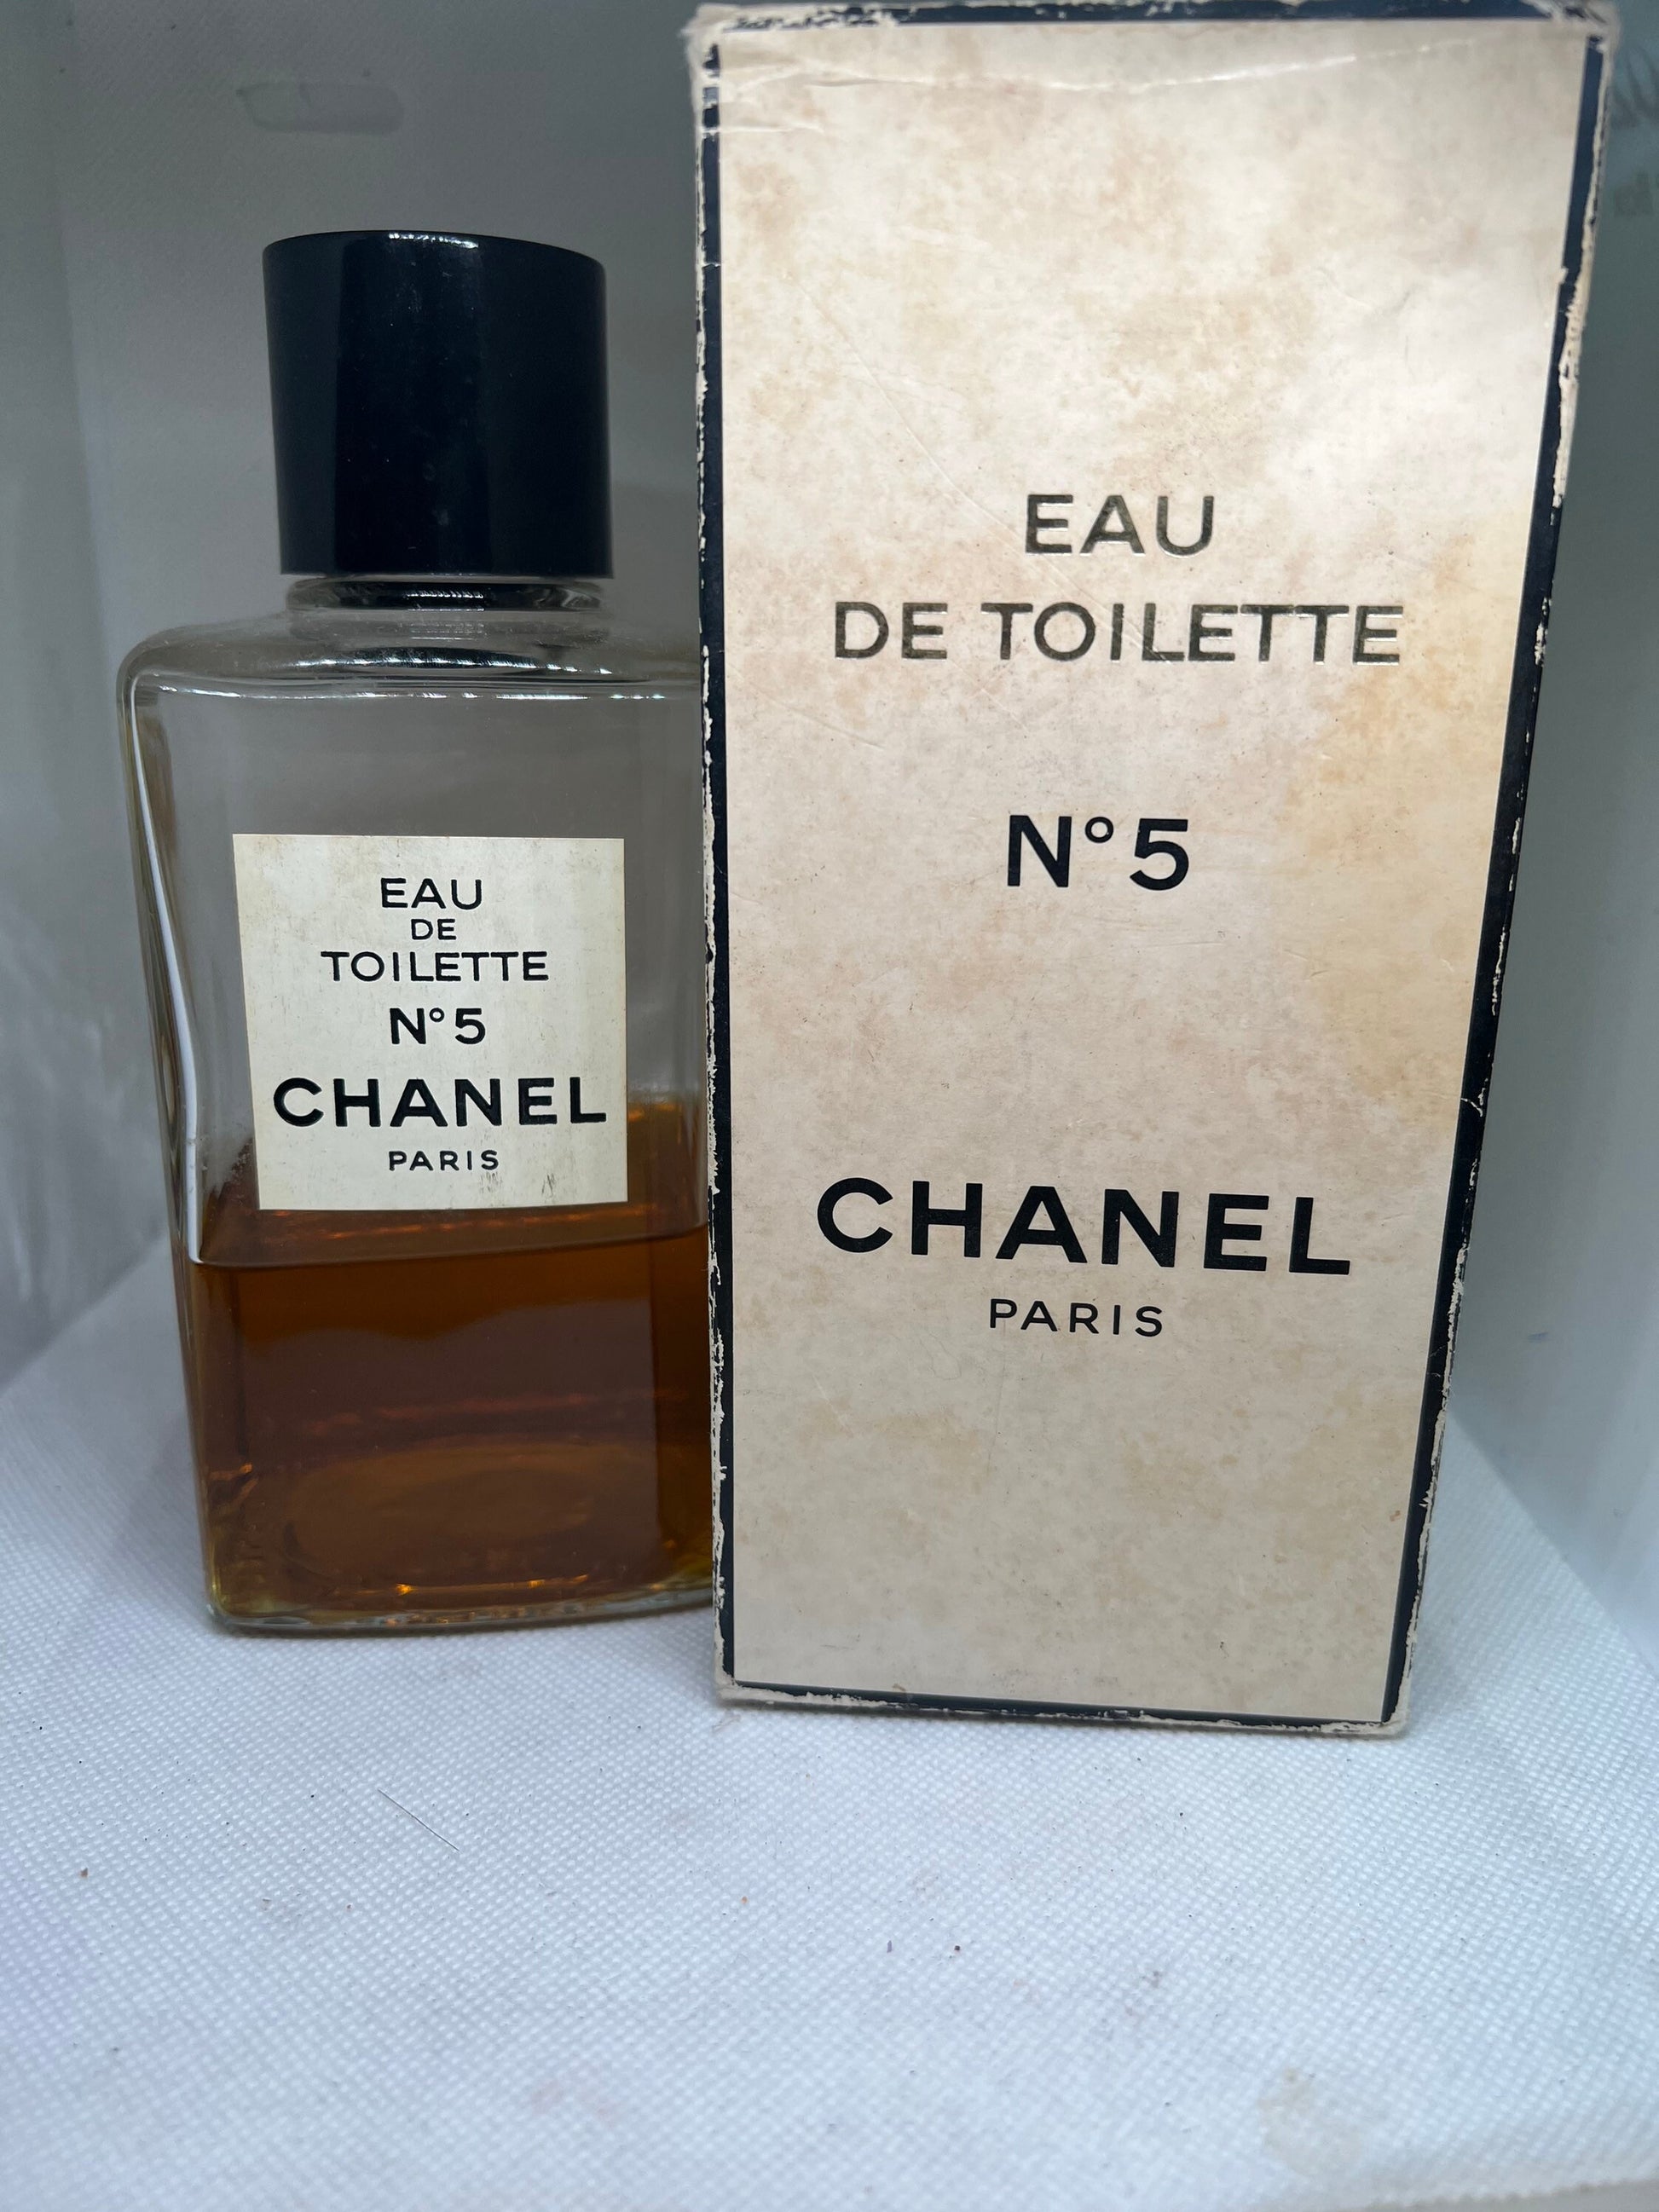 EAU
DE
TOILETTE
N°5
CHANEL
PARIS
EAU
DE TOILETTE
N°5
CHANEL
PARIS